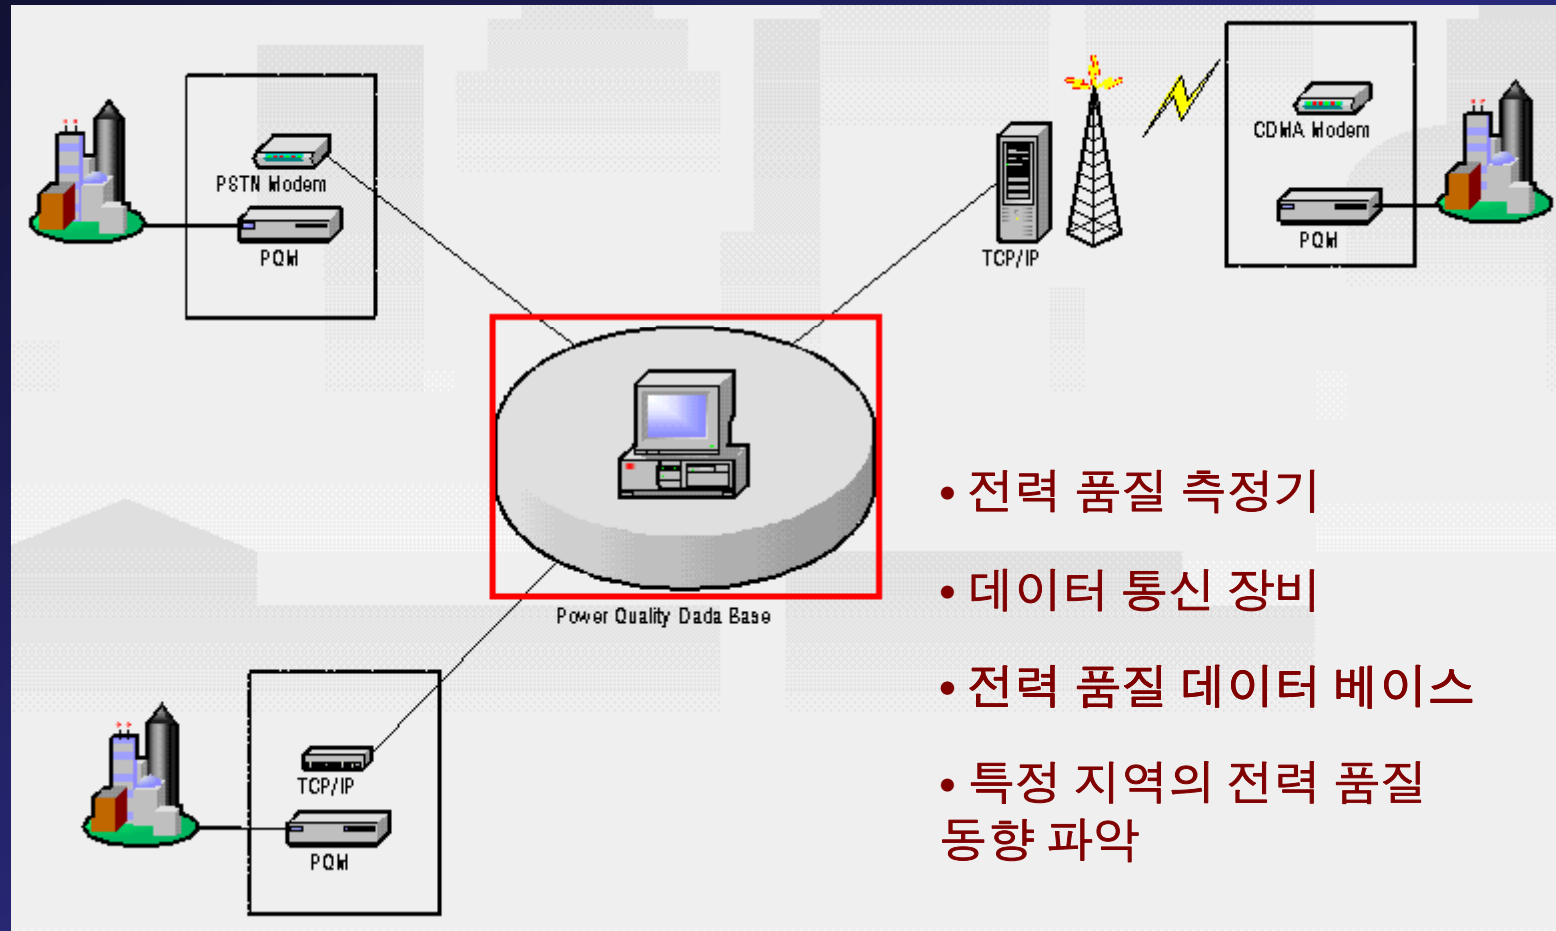 PSTN Modem
PQM
TCP/IP
CDMA Modem
PQM
Power Quality Dada Base
TCP/IP
PQM
• 전력 품질 측정기
• 데이터 통신 장비
• 전력 품질 데이터 베이스
• 특정 지역의 전력 품질
동향 파악